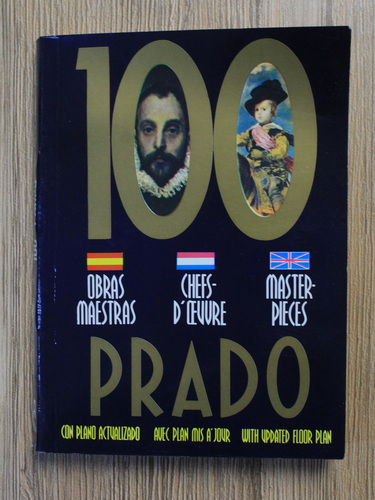 100
OBRAS
MAESTRAS
CHEFS-
D'ŒUVRE
MASTER-
PIECES
PRADO
CON PLANO ACTUALIZADO AVEC PLAN MIS A'JOUR WITH UPDATED FLOOR PLAN